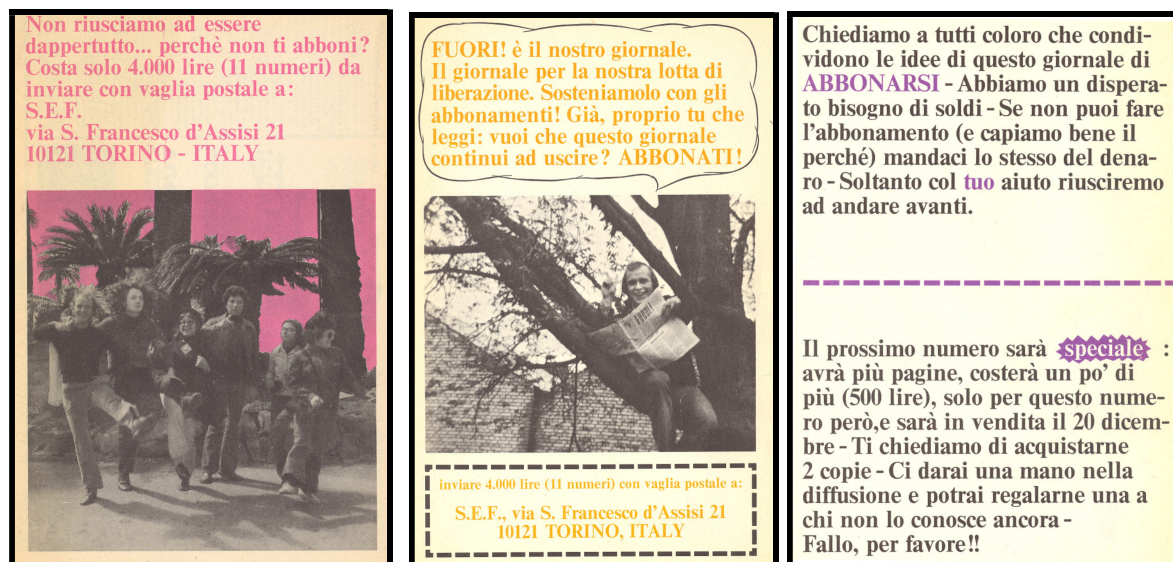 Non riusciamo ad essere
dappertutto... perchè non ti abboni?
Costa solo 4.000 lire (11 numeri) da
inviare con vaglia postale a:
S.E.F.
via S. Francesco d'Assisi 21
10121 TORINO - ITALY
FUORI! è il nostro giornale.
Il giornale per la nostra lotta di
liberazione. Sosteniamolo con gli
abbonamenti! Già, proprio tu che
leggi: vuoi che questo giornale
continui ad uscire? ABBONATI!
FUORI!
inviare 4.000 lire (11 numeri) con vaglia postale a:
S.E.F., via S. Francesco d'Assisi 21
10121 TORINO, ITALY
Chiediamo a tutti coloro che condi-
vidono le idee di questo giornale di
ABBONARSI - Abbiamo un dispera-
to bisogno di soldi - Se non puoi fare
l'abbonamento (e capiamo bene il
perché) mandaci lo stesso del dena-
ro - Soltanto col tuo aiuto riusciremo
ad andare avanti.
Il prossimo numero sarà speciale :
avrà più pagine, costerà un po' di
più (500 lire), solo per questo nume-
ro però,e sarà in vendita il 20 dicem-
bre - Ti chiediamo di acquistarne
2 copie - Ci darai una mano nella
diffusione e potrai regalarne una a
chi non lo conosce ancora -
Fallo, per favore!!